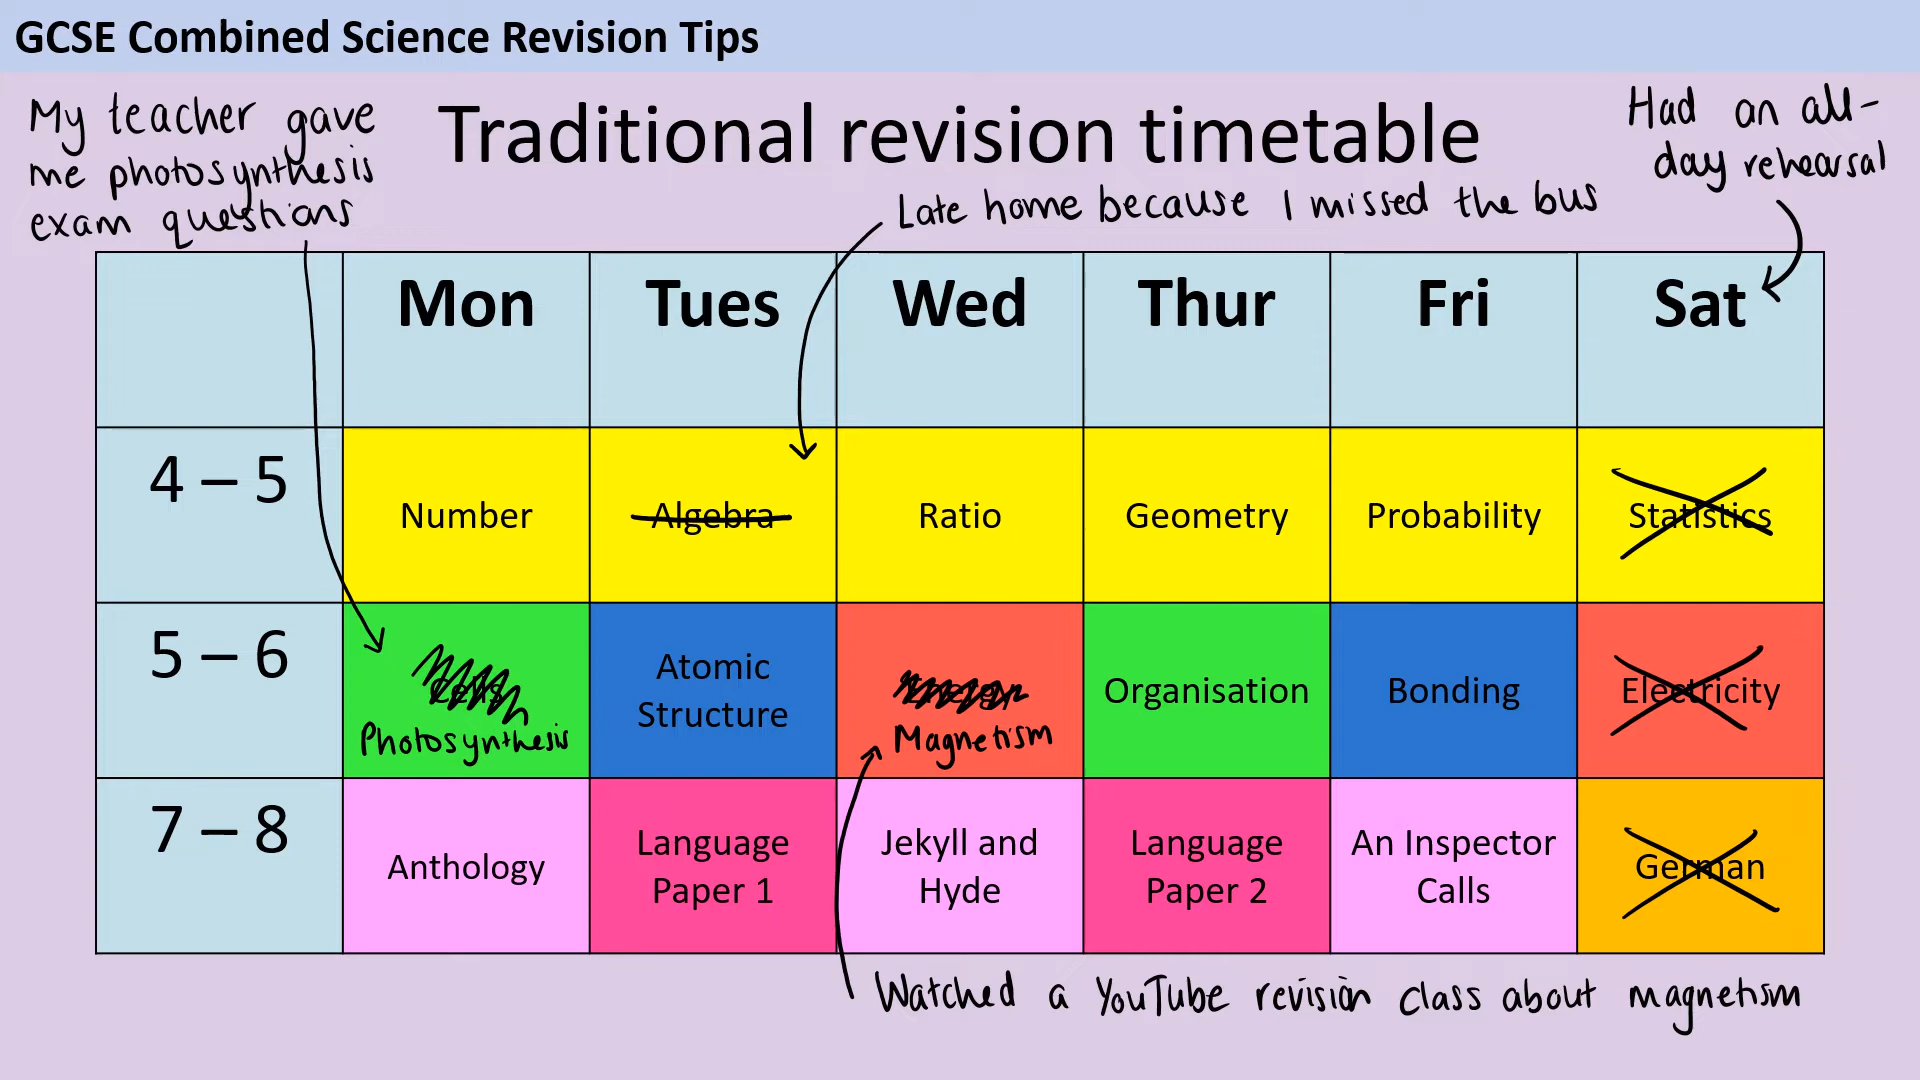 GCSE Combined Science Revision Tips
My teacher gave
me photosynthesis
exam questions
Traditional revision timetable
Had an all-
day rehearsal
Late home because I missed the bus
Mon Tues Wed Thur Fri Sat
4 – 5 Number Algebra Ratio Geometry Probability Statistics
5 – 6
Cells
Photosynthesis
Atomic
Structure
Energy
Magnetism
Organisation
Bonding
Electricity
7 – 8
Anthology
Language
Paper 1
Jekyll and
Hyde
Language
Paper 2
An Inspector
Calls
German
Watched a YouTube revision class about magnetism